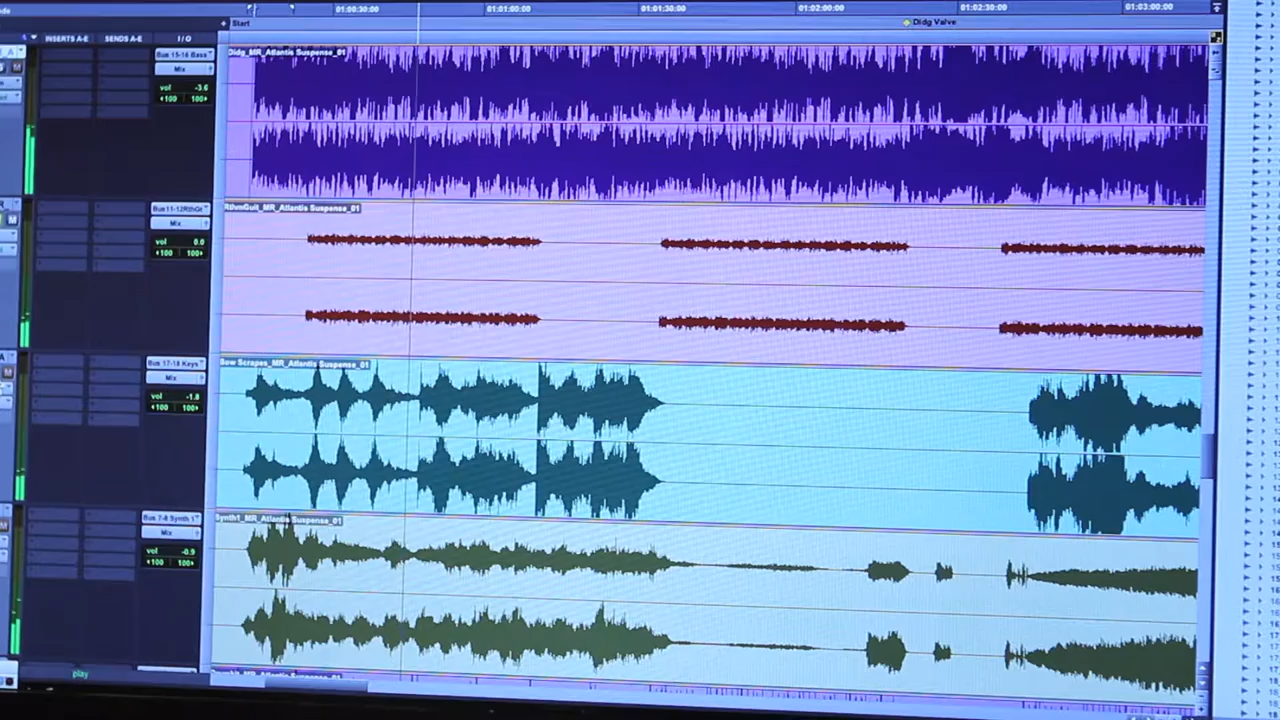 01:00:30:00 01:01:00:00 01:01:30:00 01:02:00:00 01:02:30:00 01:03:00:00
Start Didg Valve
INSERTS A-E SENDS A-E I / O
Didg_MR_Atlantis Suspense_01
Bus 15-16 Bass
Mix
vol -3.6
100 100
RthmGuit_MR_Atlantis Suspense_01
Bus11-12RthGr
Mix
vol 0.0
100 100
Bow Scrapes_MR_Atlantis Suspense_01
Bus 17-18 Keys
Mix
vol -1.8
100 100
Synth1_MR_Atlantis Suspense_01
Bus 7-8 Synth 1
Mix
vol -0.9
100 100
play